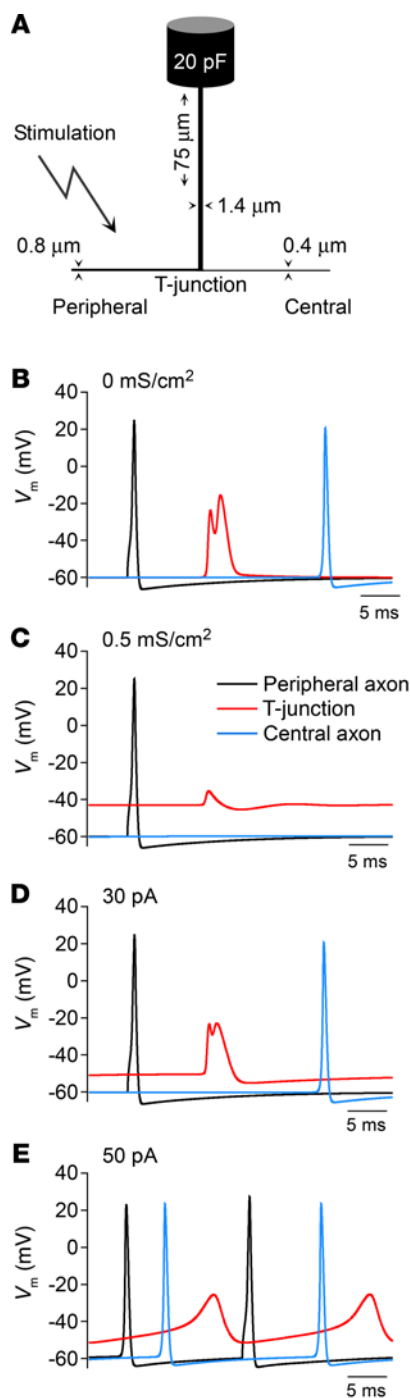 A
20 pF
75 μm
Stimulation
1.4 μm
0.8 μm
0.4 μm
T-junction
Peripheral
Central
B
0 mS/cm²
40
20
0
-20
-40
-60
Vm (mV)
5 ms
C
0.5 mS/cm²
40
20
0
-20
-40
-60
Vm (mV)
Peripheral axon
T-junction
Central axon
5 ms
D
30 pA
40
20
0
-20
-40
-60
Vm (mV)
5 ms
E
50 pA
40
20
0
-20
-40
-60
Vm (mV)
5 ms